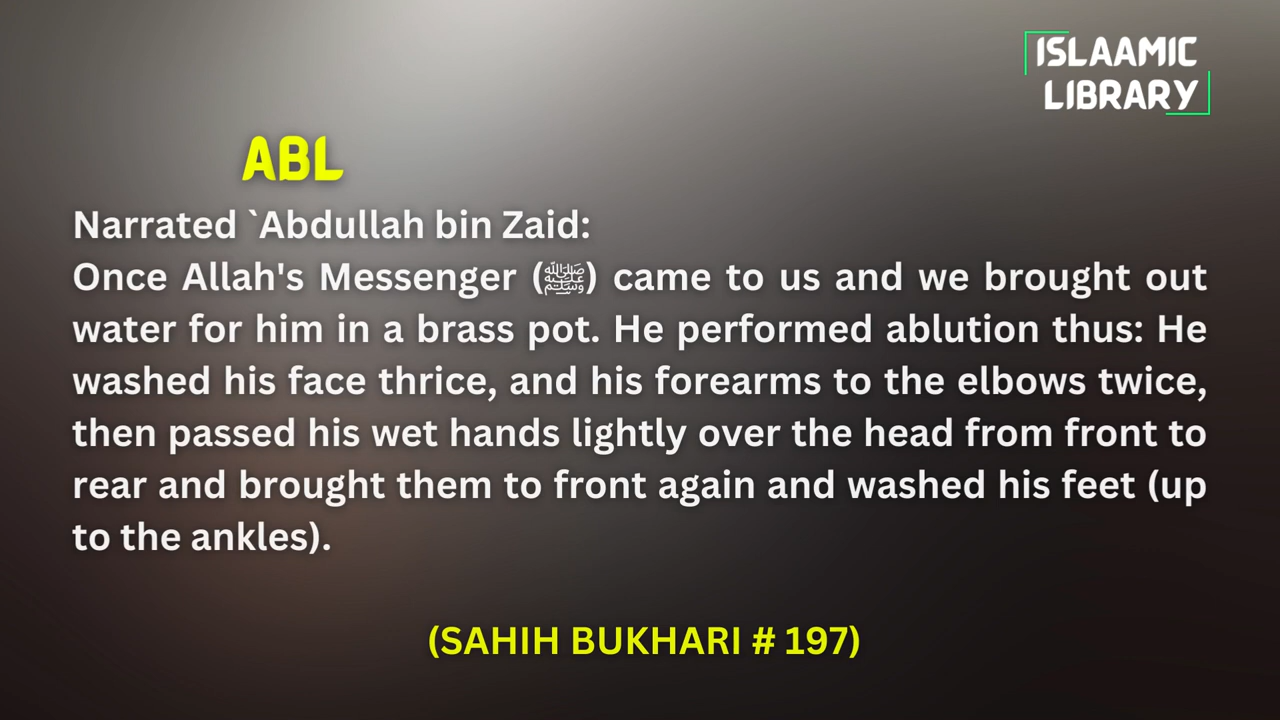 ISLAAMIC
LIBRARY
ABL
Narrated `Abdullah bin Zaid:
Once Allah's Messenger (ﷺ) came to us and we brought out
water for him in a brass pot. He performed ablution thus: He
washed his face thrice, and his forearms to the elbows twice,
then passed his wet hands lightly over the head from front to
rear and brought them to front again and washed his feet (up
to the ankles).
(SAHIH BUKHARI # 197)